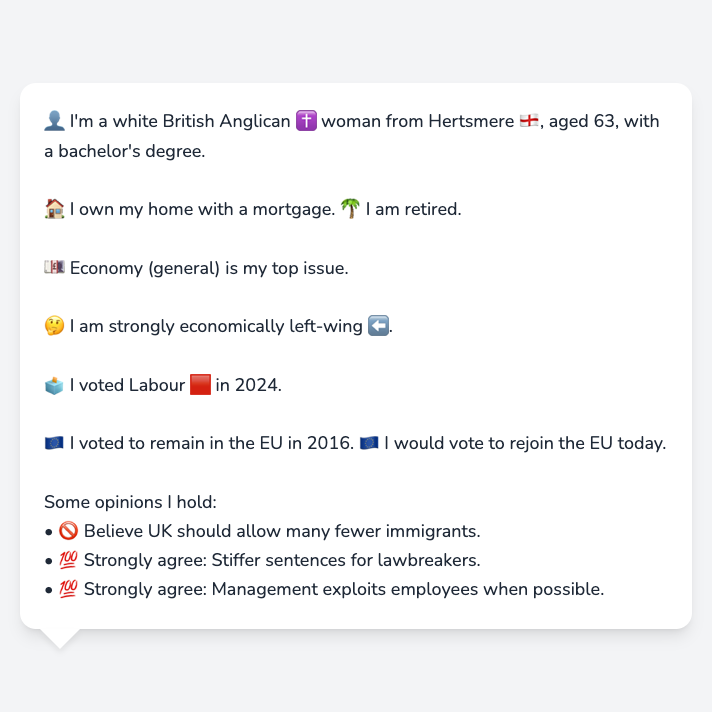 👤 I'm a white British Anglican ✝️ woman from Hertsmere 🏴󠁧󠁢󠁥󠁮󠁧󠁿, aged 63, with
a bachelor's degree.
🏠 I own my home with a mortgage. 🌴 I am retired.
💷 Economy (general) is my top issue.
🤔 I am strongly economically left-wing ⬅️.
🗳️ I voted Labour 🟥 in 2024.
🇪🇺 I voted to remain in the EU in 2016. 🇪🇺 I would vote to rejoin the EU today.
Some opinions I hold:
• 🚫 Believe UK should allow many fewer immigrants.
• 💯 Strongly agree: Stiffer sentences for lawbreakers.
• 💯 Strongly agree: Management exploits employees when possible.